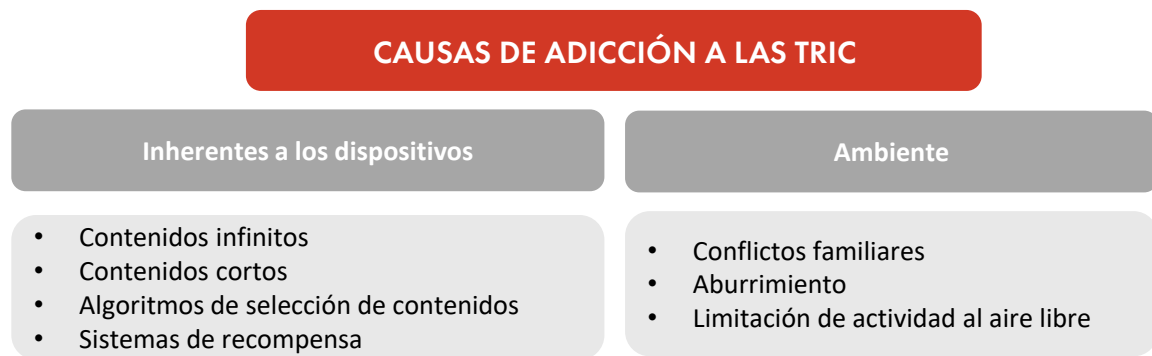 CAUSAS DE ADICCIÓN A LAS TRIC
Inherentes a los dispositivos
• Contenidos infinitos
• Contenidos cortos
• Algoritmos de selección de contenidos
• Sistemas de recompensa
Ambiente
• Conflictos familiares
• Aburrimiento
• Limitación de actividad al aire libre